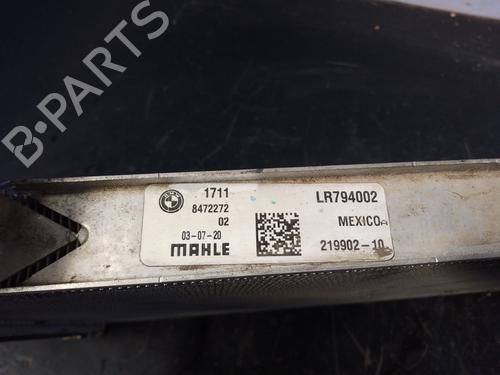 B-PARTS
1711
8472272
02
03-07-20
MAHLE
LR794002
MEXICO
219902-10